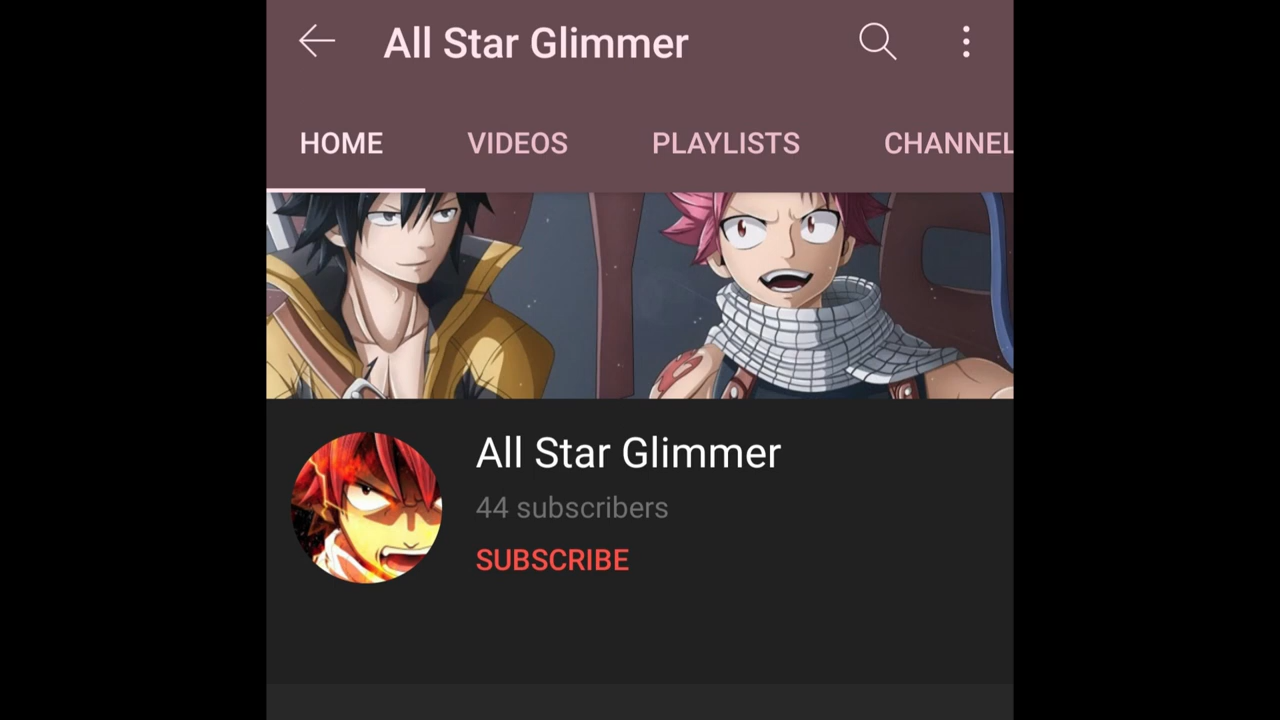 All Star Glimmer
HOME VIDEOS PLAYLISTS CHANNEL
All Star Glimmer
44 subscribers
SUBSCRIBE